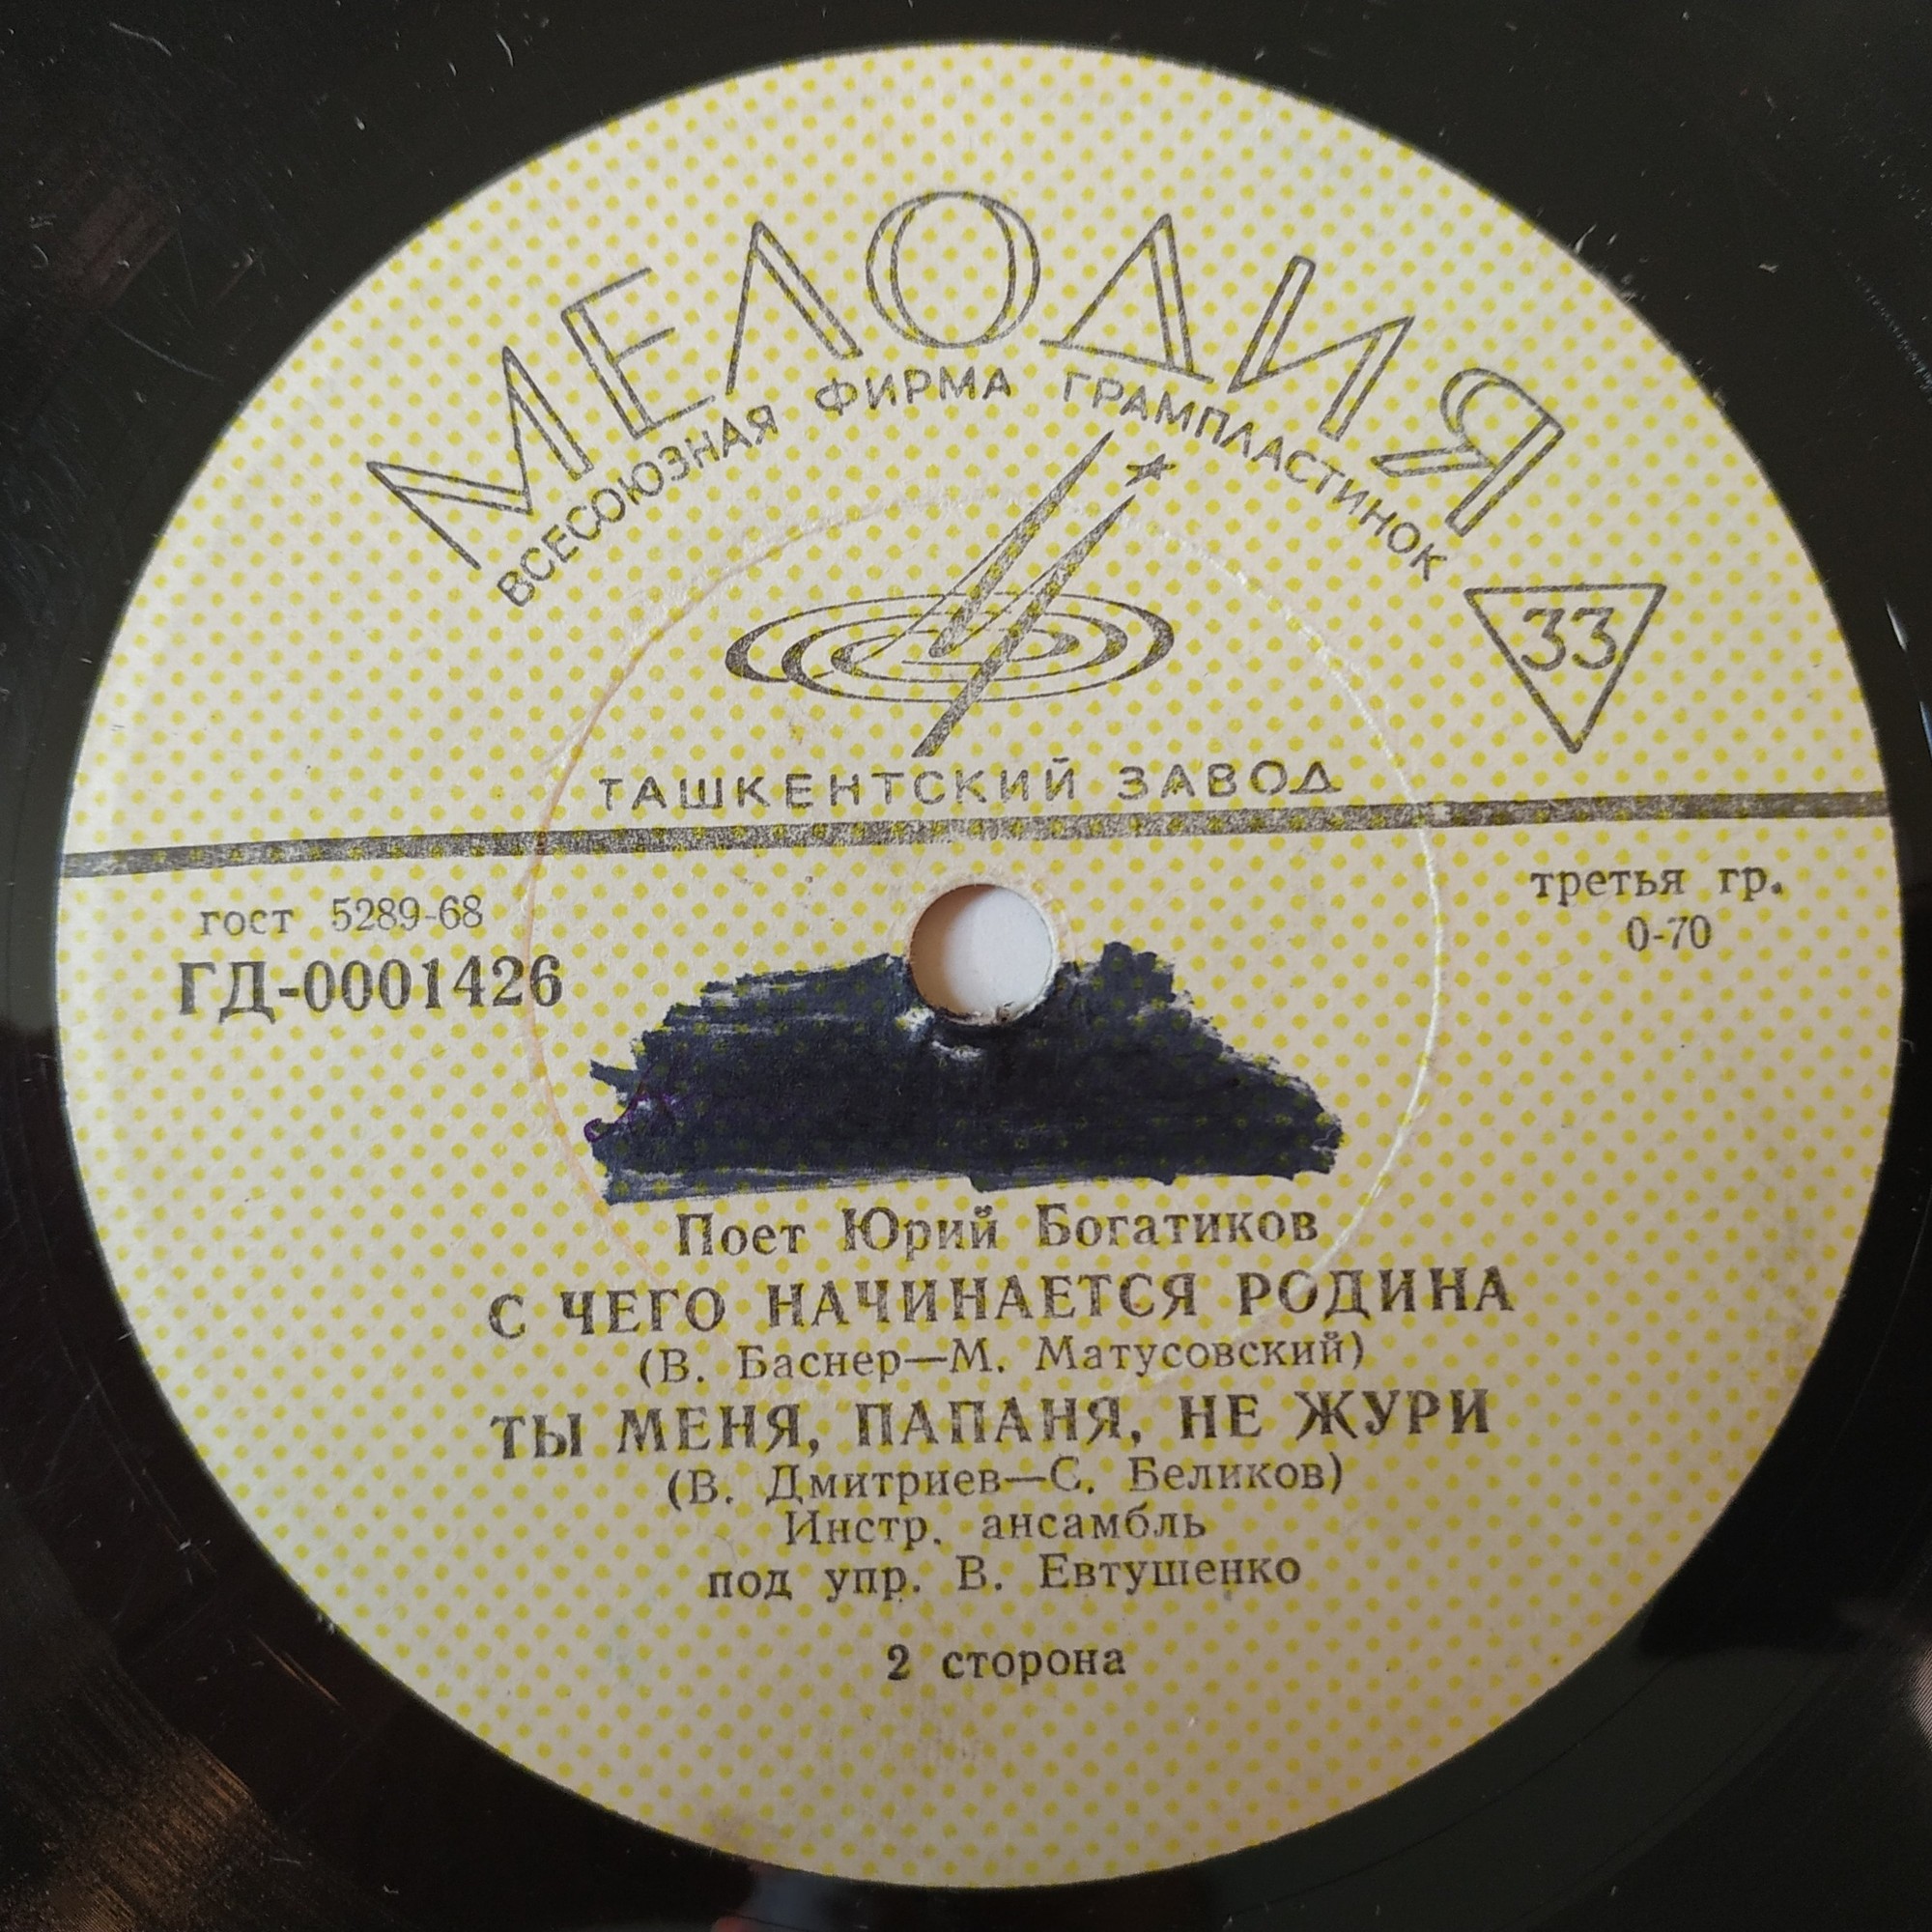 МЕЛОДИЯ
ВСЕСОЮЗНАЯ ФИРМА ГРАМПЛАСТИНОК
33
ТАШКЕНТСКИЙ ЗАВОД
гост 5289-68
ГД-0001426
третья гр.
0-70
Поет Юрий Богатиков
С ЧЕГО НАЧИНАЕТСЯ РОДИНА
(В. Баснер—М. Матусовский)
ТЫ МЕНЯ, ПАПАНЯ, НЕ ЖУРИ
(В. Дмитриев—С. Беликов)
Инстр. ансамбль
под упр. В. Евтушенко
2 сторона